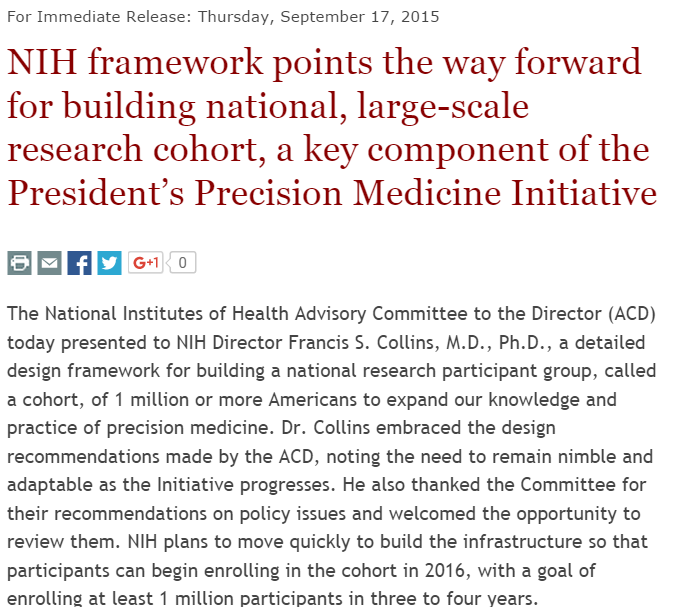 For Immediate Release: Thursday, September 17, 2015
NIH framework points the way forward
for building national, large-scale
research cohort, a key component of the
President’s Precision Medicine Initiative
f G+1 0
The National Institutes of Health Advisory Committee to the Director (ACD)
today presented to NIH Director Francis S. Collins, M.D., Ph.D., a detailed
design framework for building a national research participant group, called
a cohort, of 1 million or more Americans to expand our knowledge and
practice of precision medicine. Dr. Collins embraced the design
recommendations made by the ACD, noting the need to remain nimble and
adaptable as the Initiative progresses. He also thanked the Committee for
their recommendations on policy issues and welcomed the opportunity to
review them. NIH plans to move quickly to build the infrastructure so that
participants can begin enrolling in the cohort in 2016, with a goal of
enrolling at least 1 million participants in three to four years.